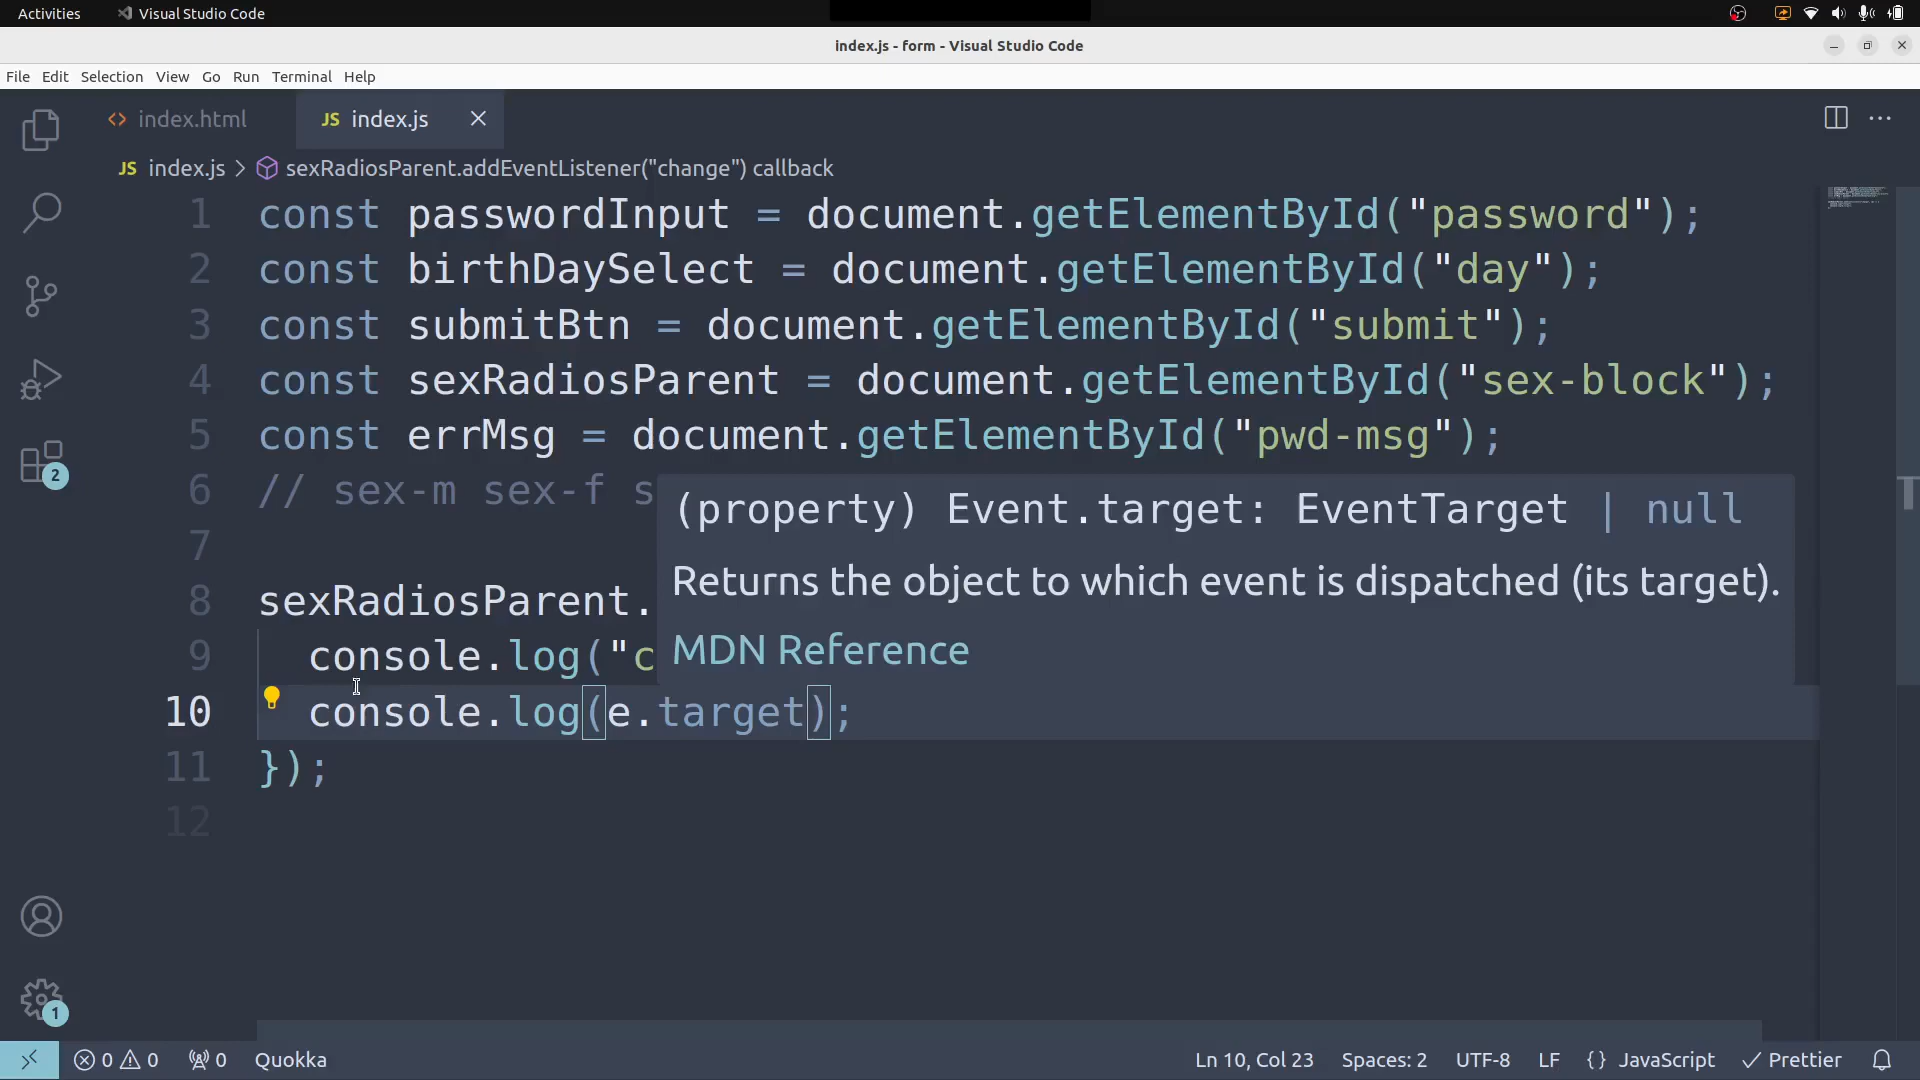 Activities Visual Studio Code
index.js - form - Visual Studio Code
File Edit Selection View Go Run Terminal Help
<> index.html JS index.js
JS index.js > sexRadiosParent.addEventListener("change") callback
1 const passwordInput = document.getElementById("password");
2 const birthDaySelect = document.getElementById("day");
3 const submitBtn = document.getElementById("submit");
4 const sexRadiosParent = document.getElementById("sex-block");
5 const errMsg = document.getElementById("pwd-msg");
6 // sex-m sex-f s
(property) Event.target: EventTarget | null
7
Returns the object to which event is dispatched (its target).
8 sexRadiosParent.
9 console.log("c
MDN Reference
10 console.log(e.target);
11 });
12
2
1
0 0 0 Quokka Ln 10, Col 23 Spaces: 2 UTF-8 LF {} JavaScript Prettier